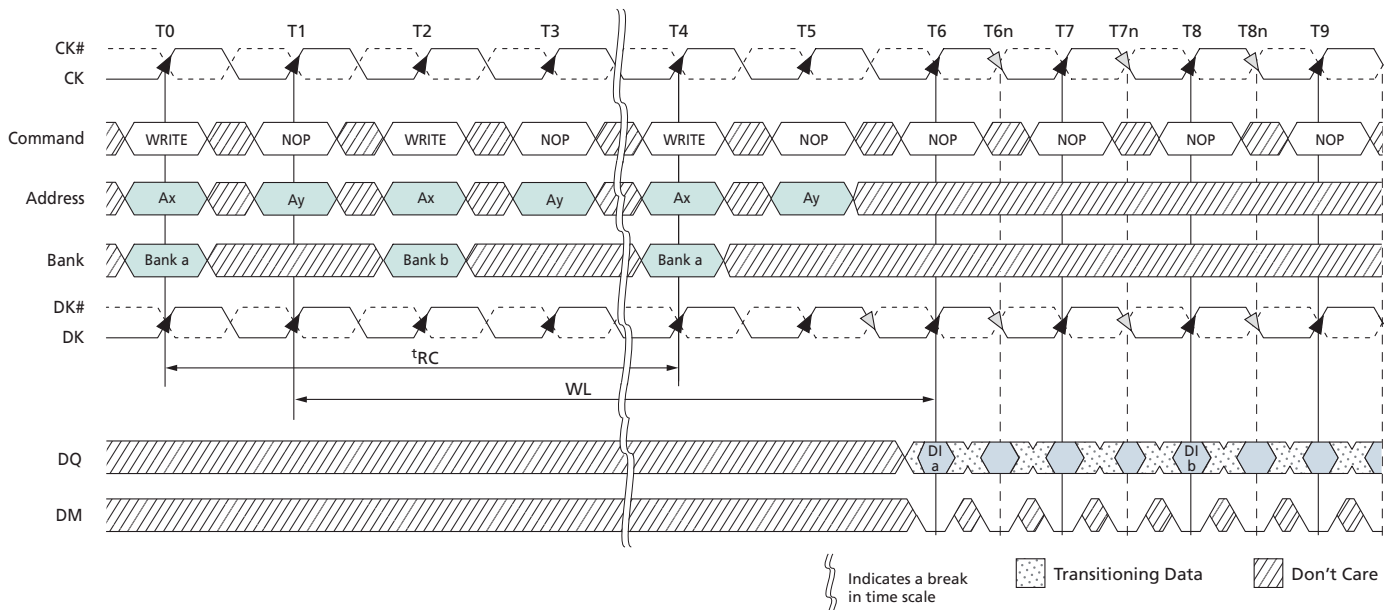 T0 T1 T2 T3 T4 T5 T6 T6n T7 T7n T8 T8n T9
CK#
CK
Command WRITE NOP WRITE NOP WRITE NOP NOP NOP NOP NOP
Address Ax Ay Ax Ay Ax Ay
Bank Bank a Bank b Bank a
DK#
DK
tRC
WL
DQ DI a DI b
DM
Indicates a break
in time scale
Transitioning Data
Don't Care